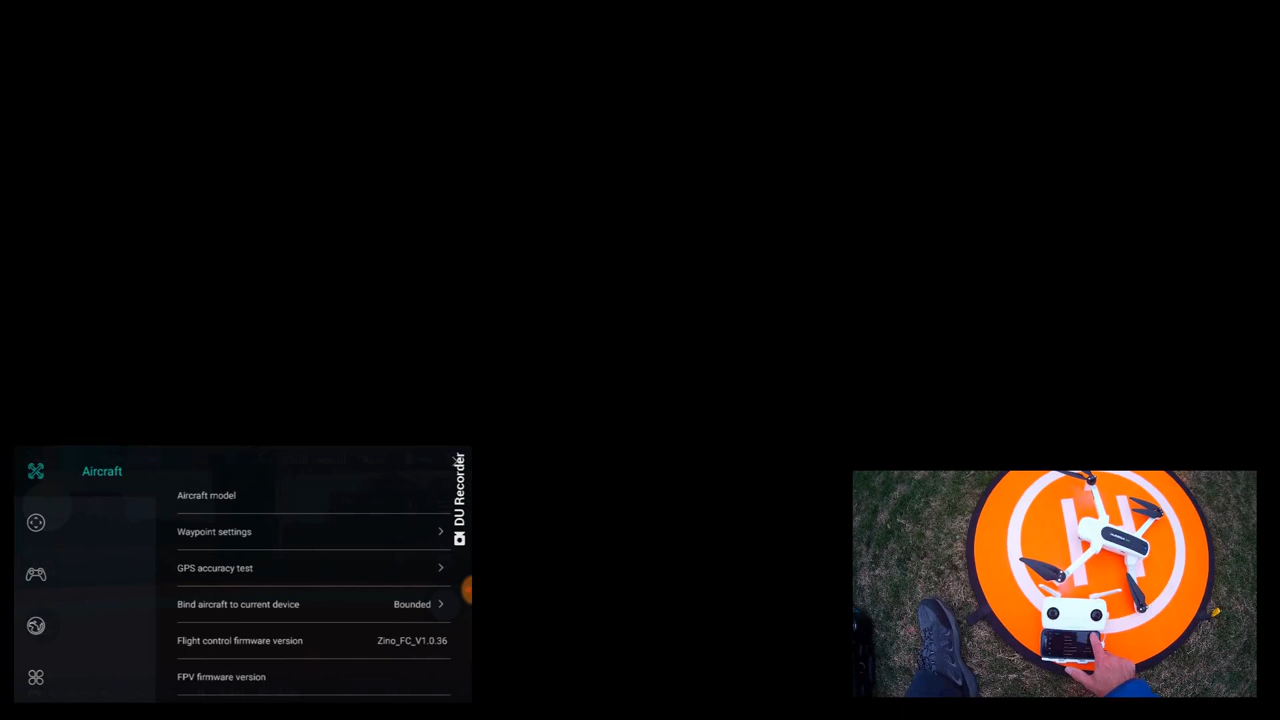 Aircraft
Aircraft model
Waypoint settings
GPS accuracy test
Bind aircraft to current device Bounded
Flight control firmware version Zino_FC_V1.0.36
FPV firmware version
DU Recorder
H